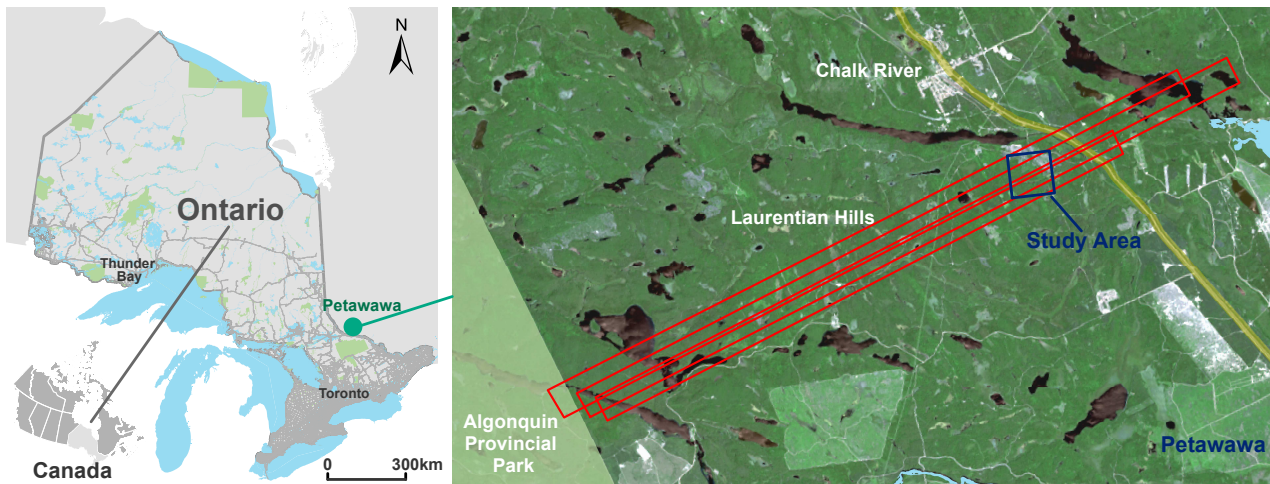 N
Ontario
Thunder
Bay
Petawawa
Toronto
Canada
0 300km
Chalk River
Laurentian Hills
Study Area
Algonquin
Provincial
Park
Petawawa